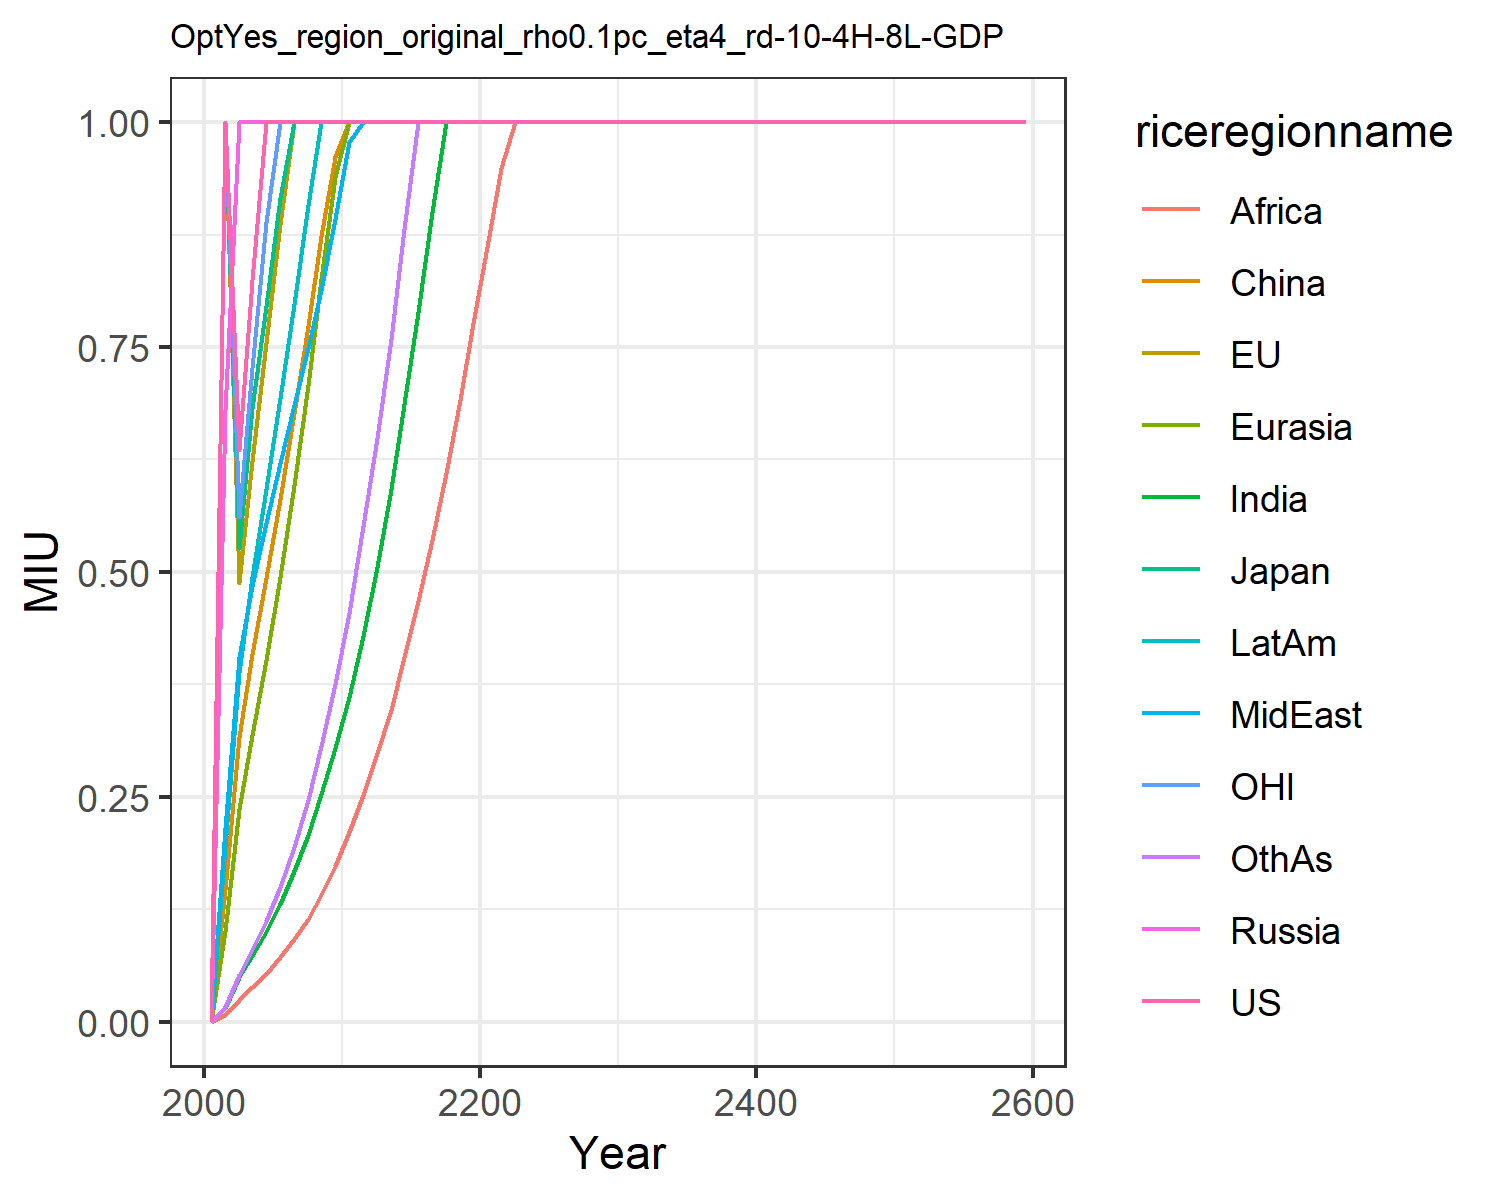 OptYes_region_original_rho0.1pc_eta4_rd-10-4H-8L-GDP
1.00
0.75
0.50
0.25
0.00
MIU
2000 2200 2400 2600
Year
riceregionname
Africa
China
EU
Eurasia
India
Japan
LatAm
MidEast
OHI
OthAs
Russia
US